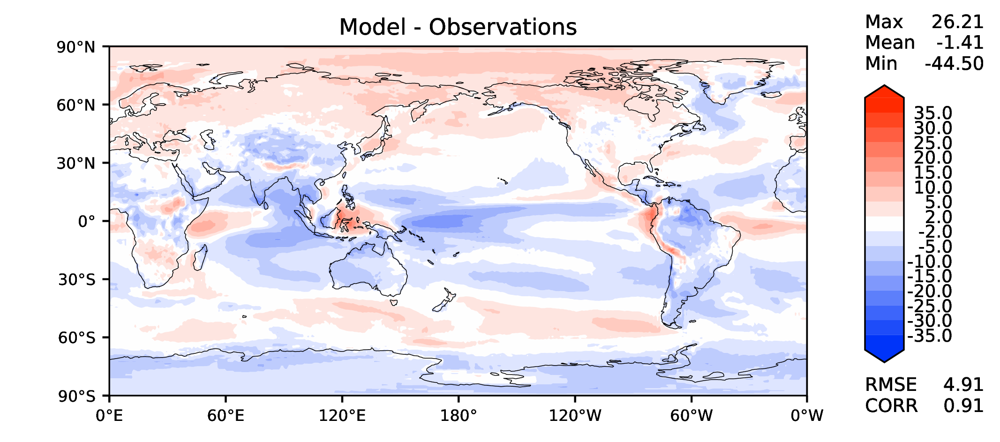 Model - Observations
Max 26.21
Mean -1.41
Min -44.50
90°N
60°N
30°N
0°
30°S
60°S
90°S
0°E 60°E 120°E 180° 120°W 60°W 0°W
35.0
30.0
25.0
20.0
15.0
10.0
5.0
2.0
-2.0
-5.0
-10.0
-15.0
-20.0
-25.0
-30.0
-35.0
RMSE 4.91
CORR 0.91